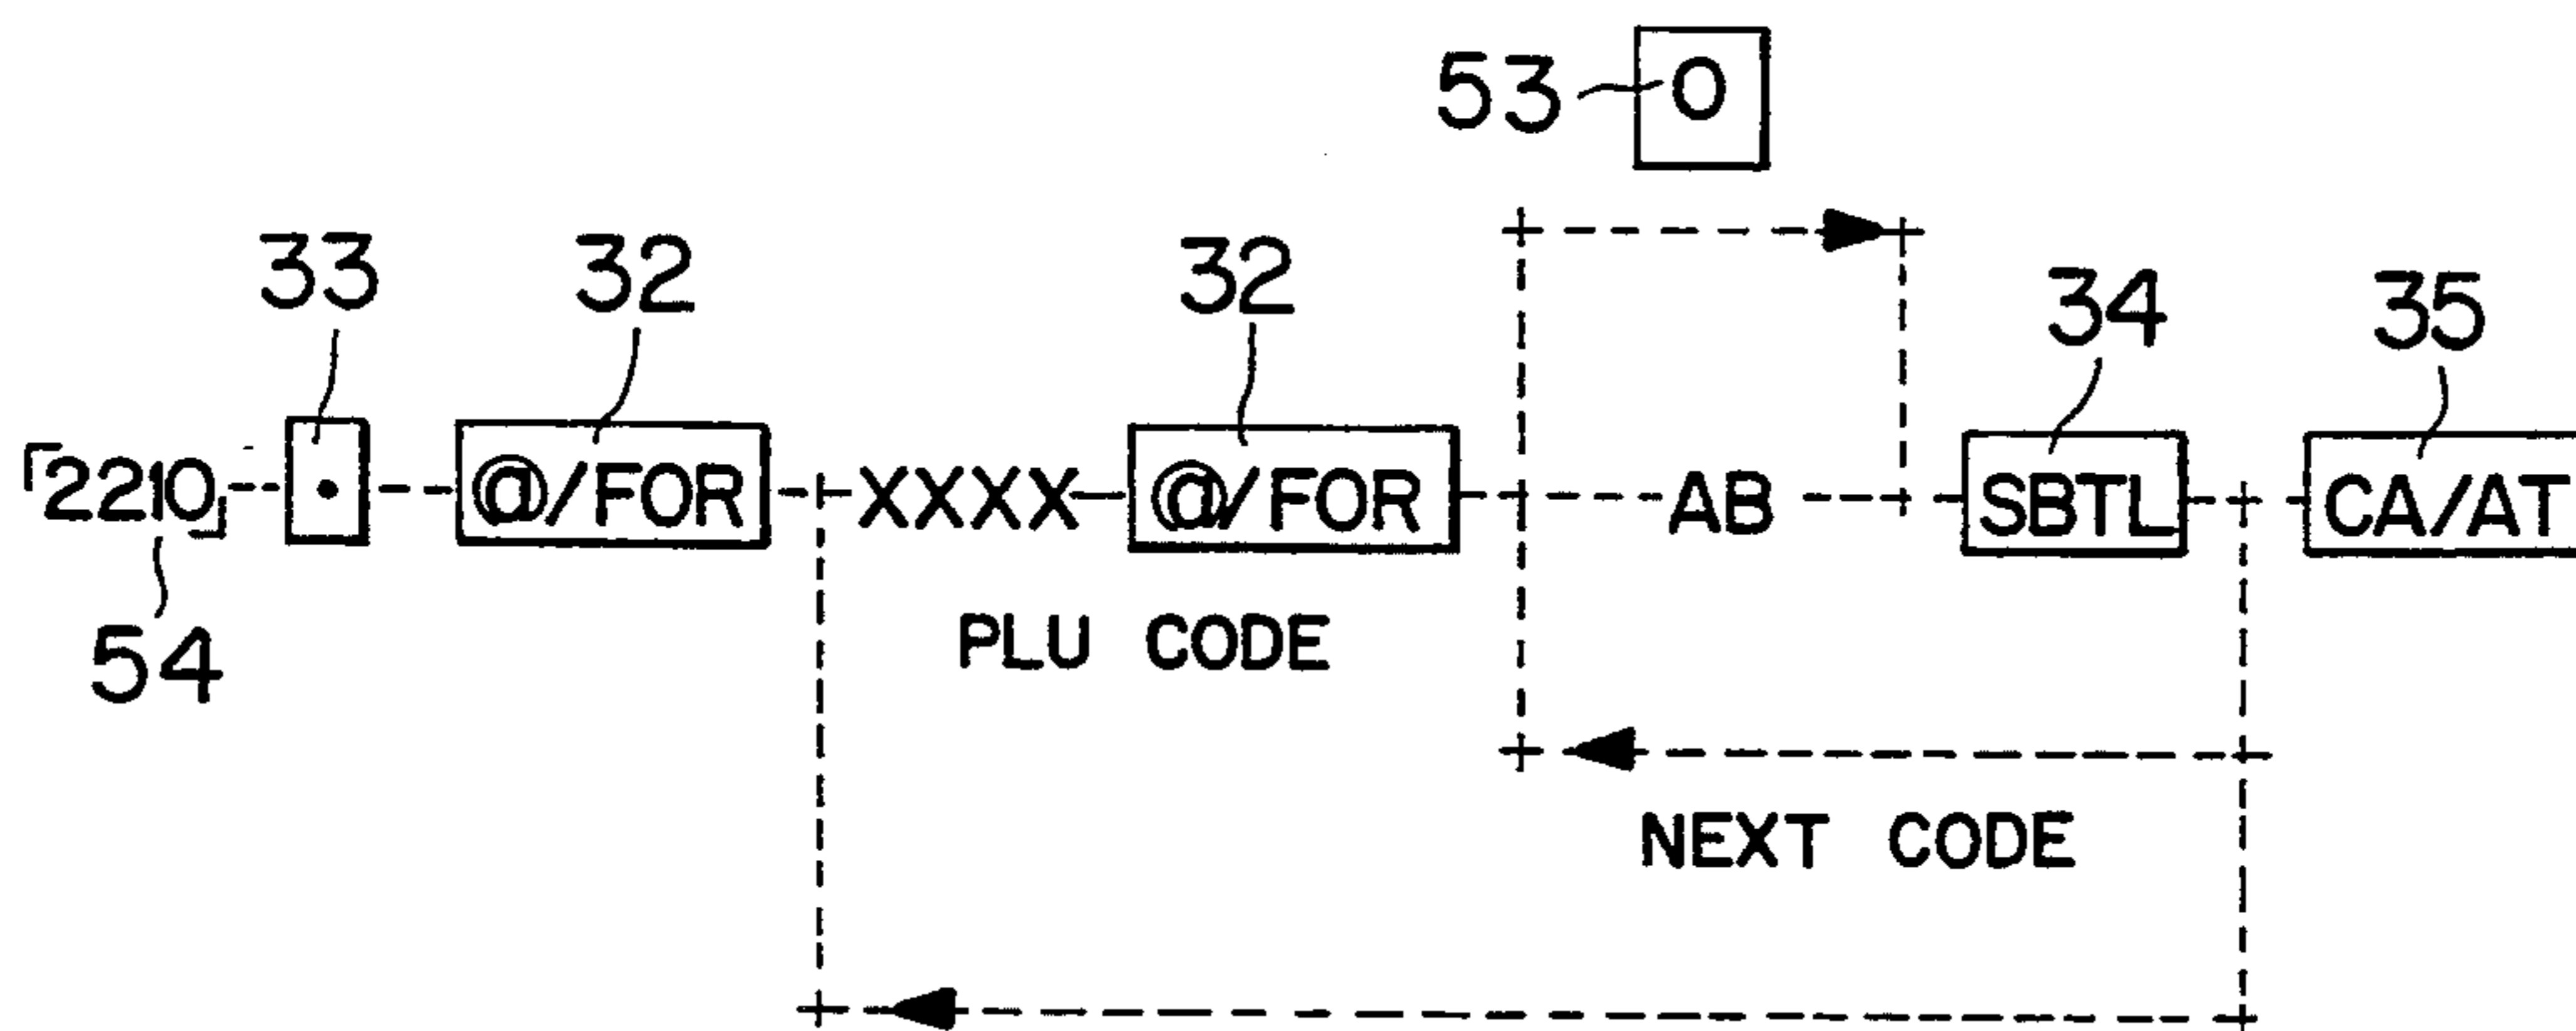 53 0
33 32 32 34 35
「2210」 • @/FOR XXXX @/FOR AB SBTL CA/AT
54 PLU CODE
NEXT CODE